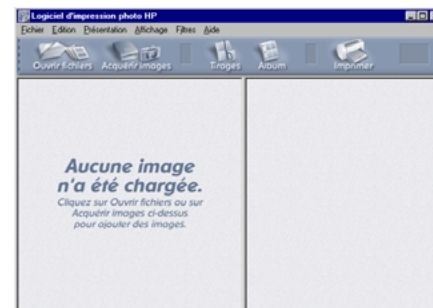 Logiciel d'impression photo HP
Fichier Edition Présentation Affichage Filtres Aide
Ouvrir fichiers Acquérir images Tirages Album Imprimer
Aucune image
n'a été chargée.
Cliquez sur Ouvrir fichiers ou sur
Acquérir images ci-dessus
pour ajouter des images.